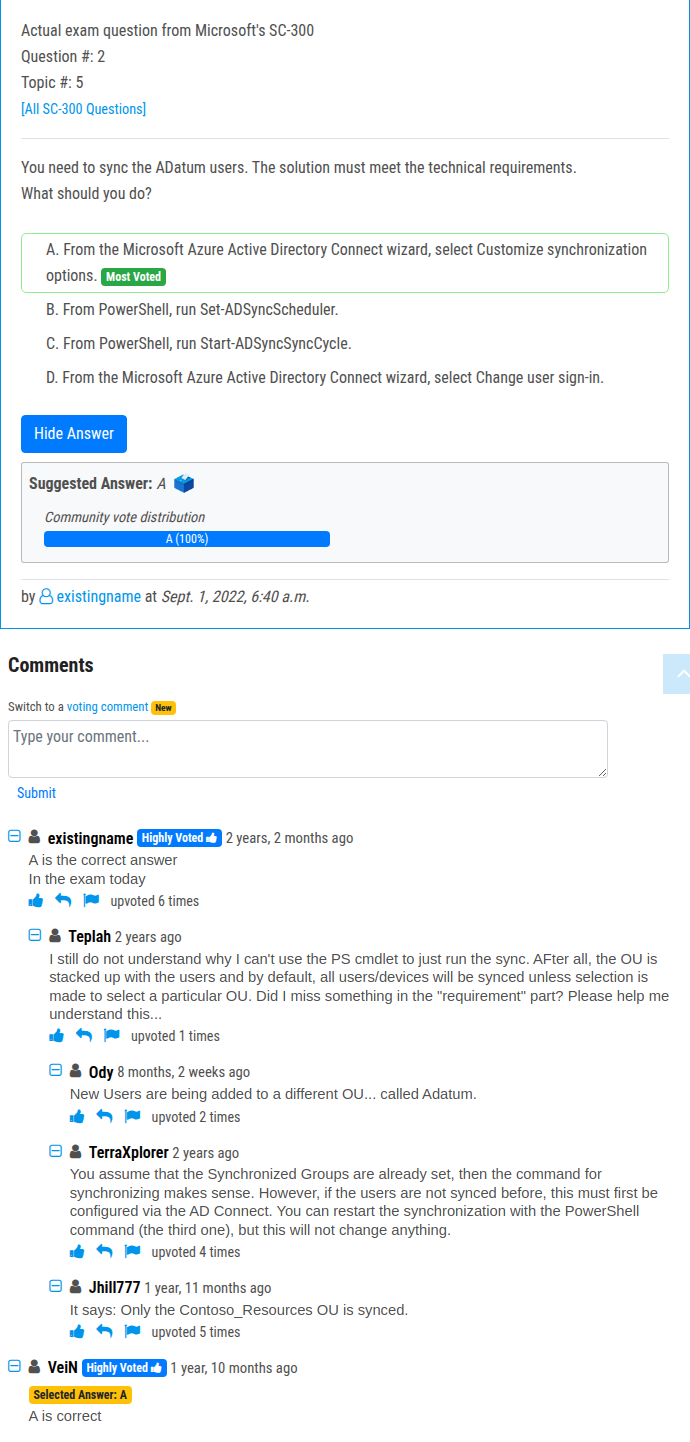 Actual exam question from Microsoft's SC-300
Question #: 2
Topic #: 5
[All SC-300 Questions]
You need to sync the ADatum users. The solution must meet the technical requirements.
What should you do?
A. From the Microsoft Azure Active Directory Connect wizard, select Customize synchronization
options. Most Voted
B. From PowerShell, run Set-ADSyncScheduler.
C. From PowerShell, run Start-ADSyncSyncCycle.
D. From the Microsoft Azure Active Directory Connect wizard, select Change user sign-in.
Hide Answer
Suggested Answer: A
Community vote distribution
A (100%)
by existingname at Sept. 1, 2022, 6:40 a.m.
Comments
Switch to a voting comment New
Type your comment...
Submit
existingname Highly Voted 2 years, 2 months ago
A is the correct answer
In the exam today
upvoted 6 times
Teplah 2 years ago
I still do not understand why I can't use the PS cmdlet to just run the sync. AFter all, the OU is
stacked up with the users and by default, all users/devices will be synced unless selection is
made to select a particular OU. Did I miss something in the "requirement" part? Please help me
understand this...
upvoted 1 times
Ody 8 months, 2 weeks ago
New Users are being added to a different OU... called Adatum.
upvoted 2 times
TerraXplorer 2 years ago
You assume that the Synchronized Groups are already set, then the command for
synchronizing makes sense. However, if the users are not synced before, this must first be
configured via the AD Connect. You can restart the synchronization with the PowerShell
command (the third one), but this will not change anything.
upvoted 4 times
Jhill777 1 year, 11 months ago
It says: Only the Contoso_Resources OU is synced.
upvoted 5 times
VeiN Highly Voted 1 year, 10 months ago
Selected Answer: A
A is correct